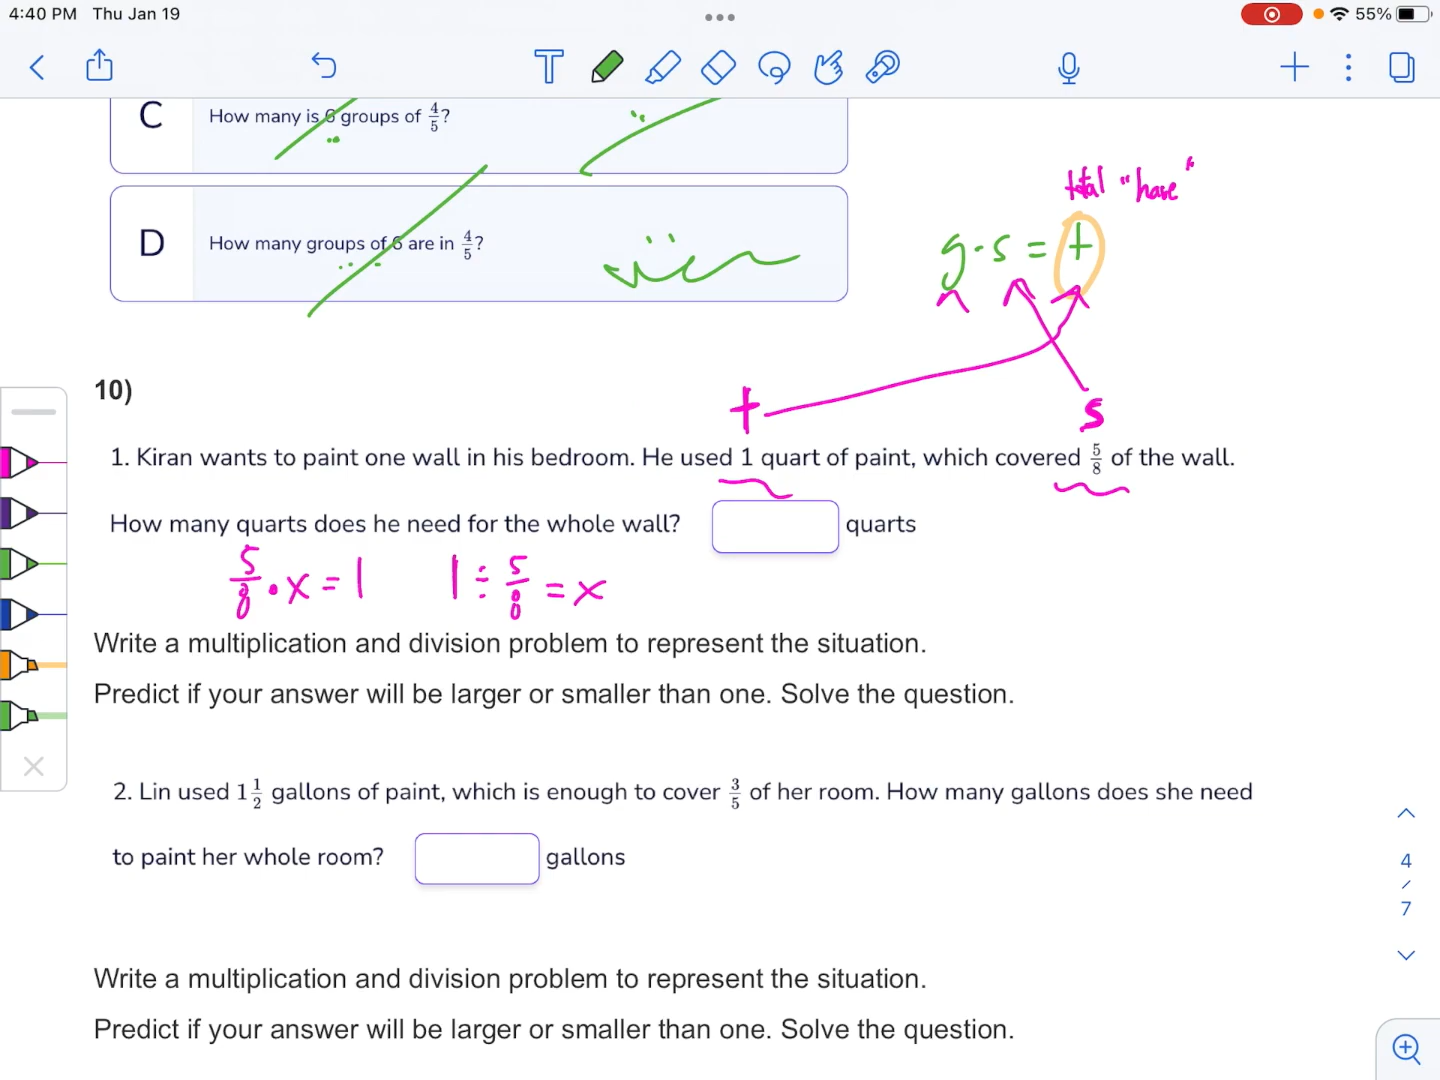 4:40 PM Thu Jan 19
55%
C How many is 6 groups of 4/5?
total "have"
D How many groups of 6 are in 4/5?
g · s = t
10)
t
s
1. Kiran wants to paint one wall in his bedroom. He used 1 quart of paint, which covered 5/8 of the wall.
How many quarts does he need for the whole wall? quarts
5/8 · x = 1 1 ÷ 5/8 = x
Write a multiplication and division problem to represent the situation.
Predict if your answer will be larger or smaller than one. Solve the question.
2. Lin used 1 1/2 gallons of paint, which is enough to cover 3/5 of her room. How many gallons does she need
to paint her whole room? gallons
4
/
7
Write a multiplication and division problem to represent the situation.
Predict if your answer will be larger or smaller than one. Solve the question.